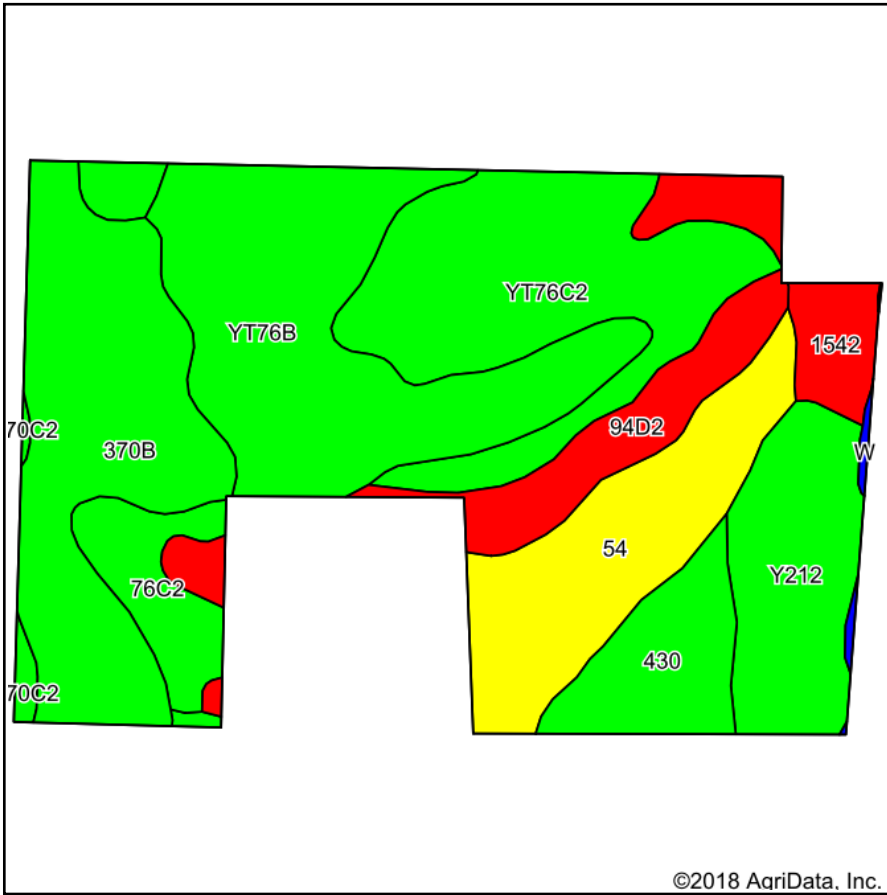 YT76C2
YT76B
1542
70C2
94D2
370B
W
54
Y212
76C2
430
70C2
©2018 AgriData, Inc.